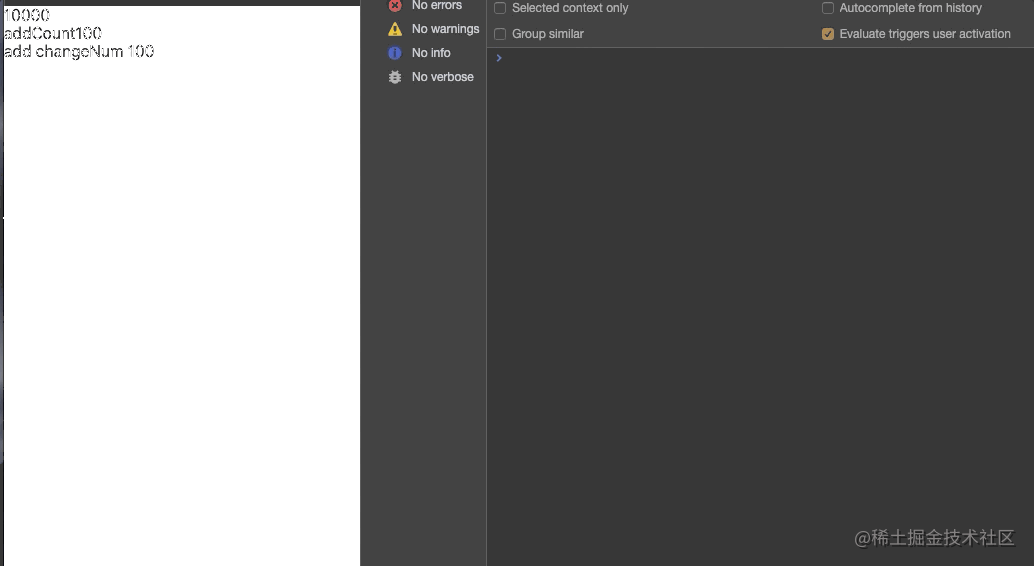 10000
addCount100
add changeNum 100
No errors
No warnings
No info
No verbose
Selected context only
Autocomplete from history
Group similar
Evaluate triggers user activation
@稀土掘金技术社区